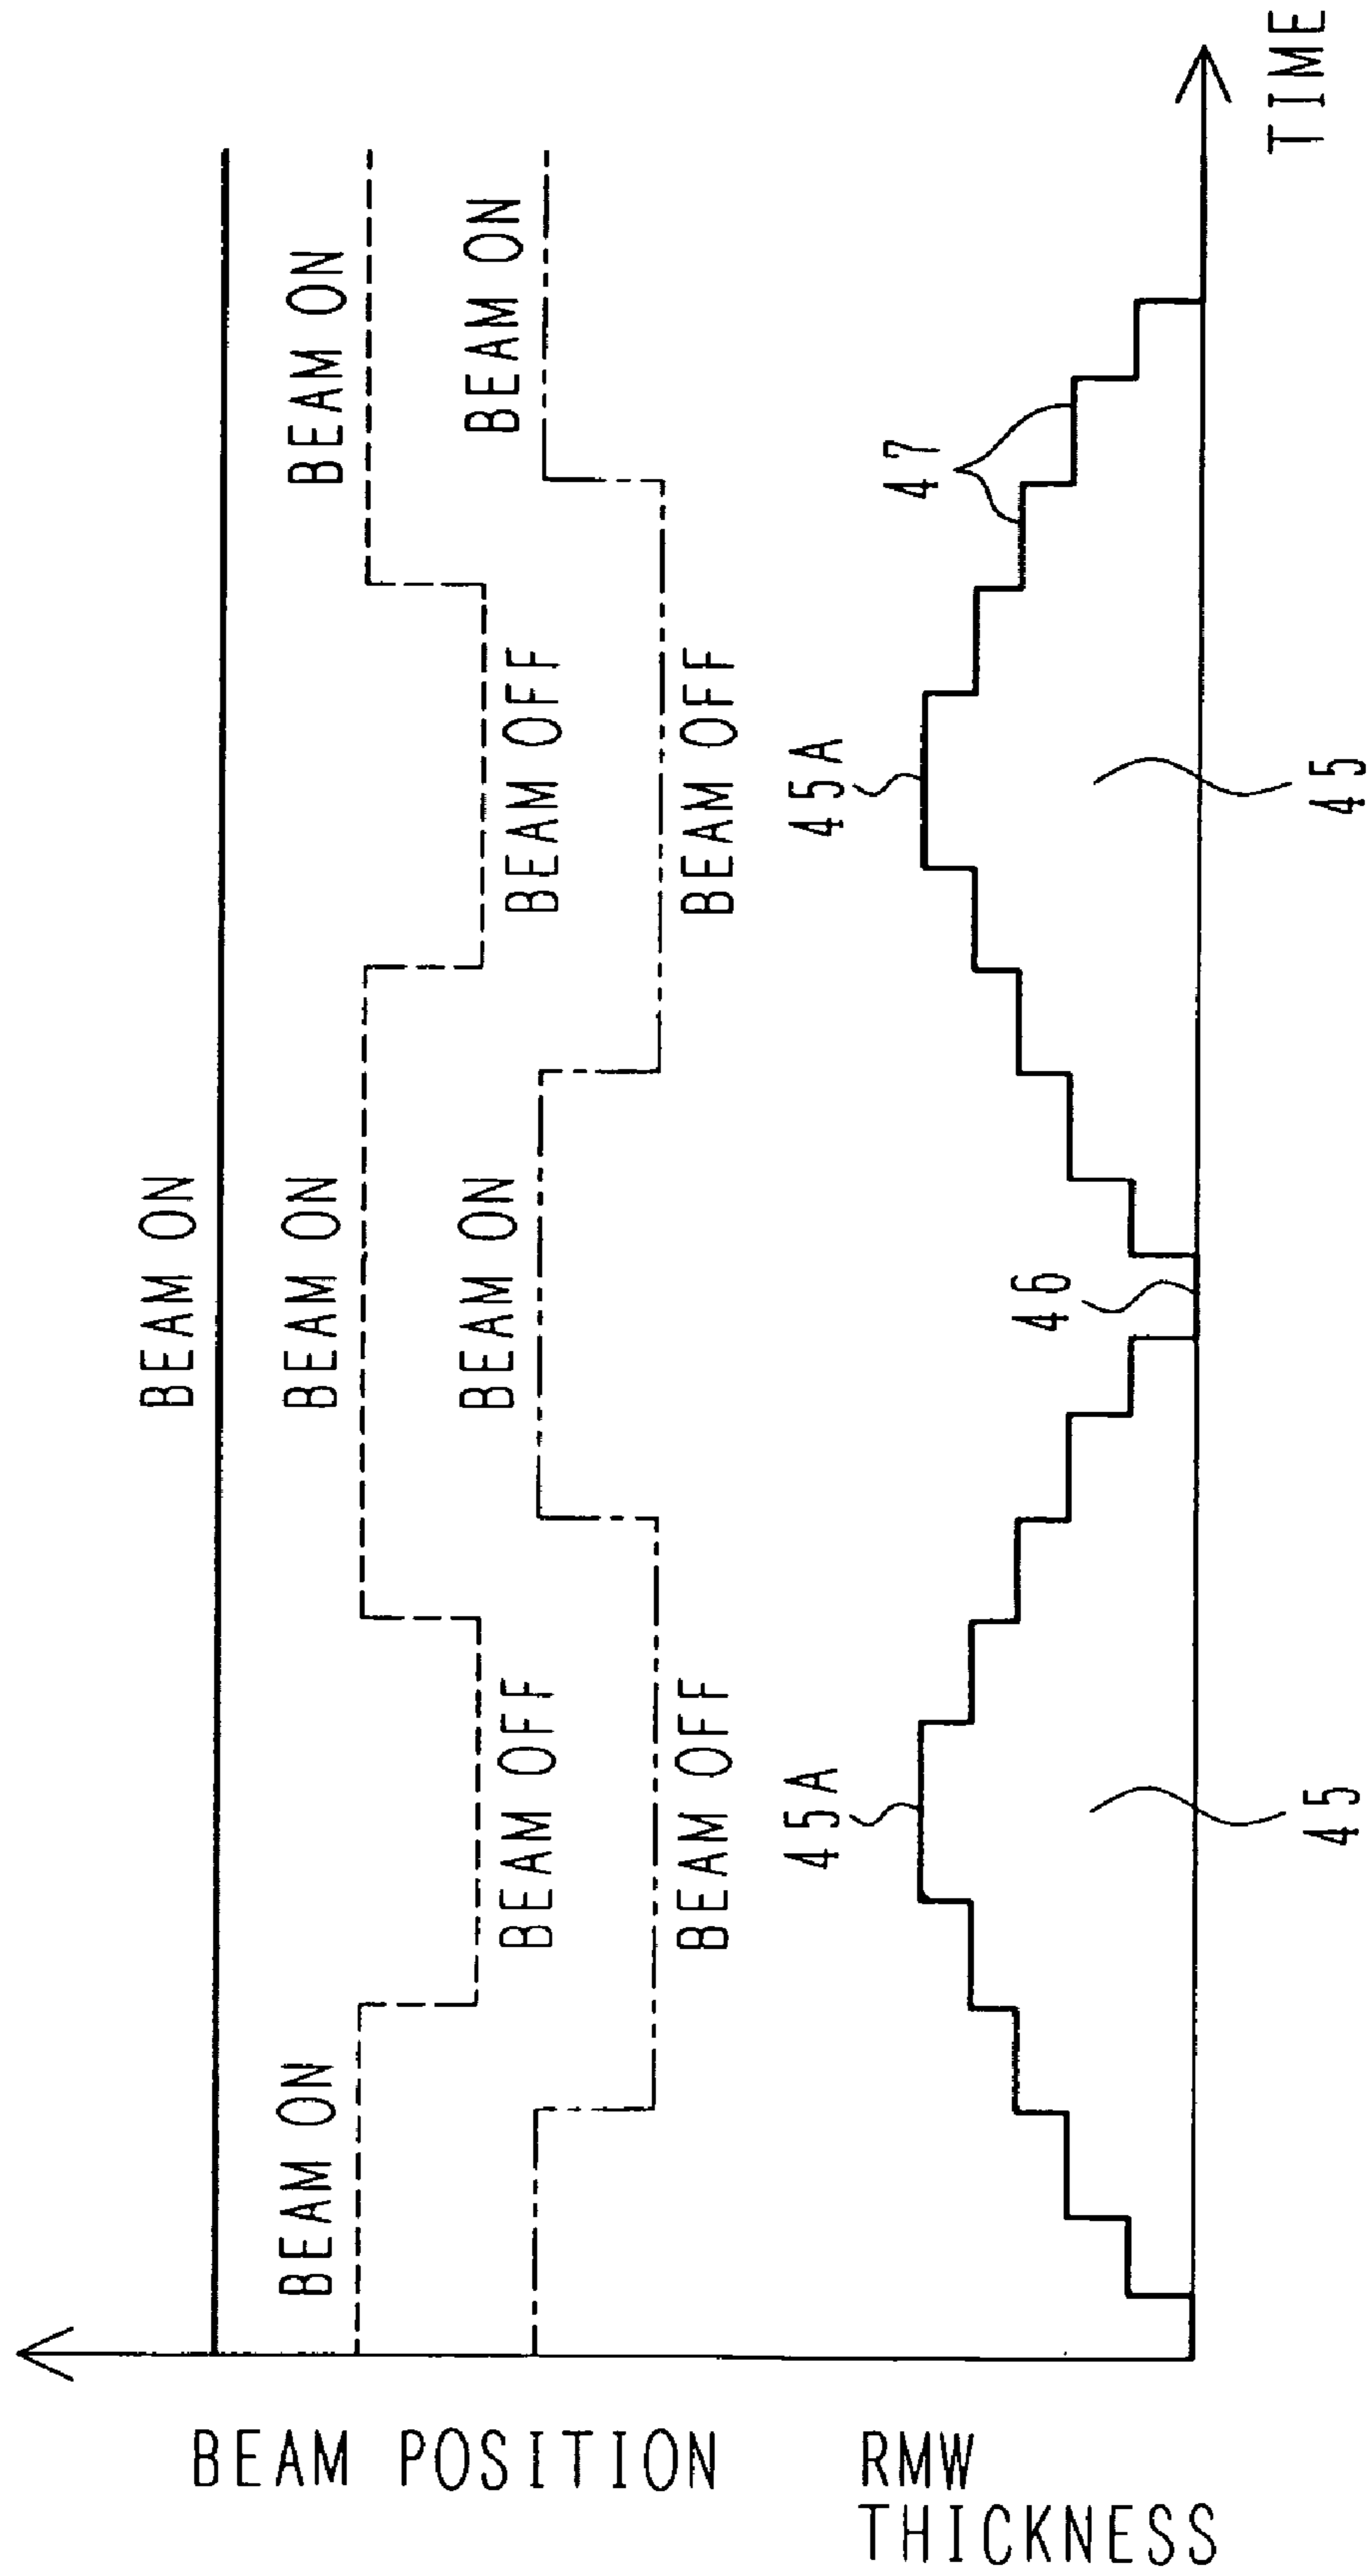 BEAM ON
BEAM ON
BEAM ON
BEAM ON
BEAM ON
BEAM ON
BEAM OFF
BEAM OFF
BEAM OFF
BEAM OFF
BEAM POSITION
45A
45A
47
46
RMW
THICKNESS
45
45
TIME